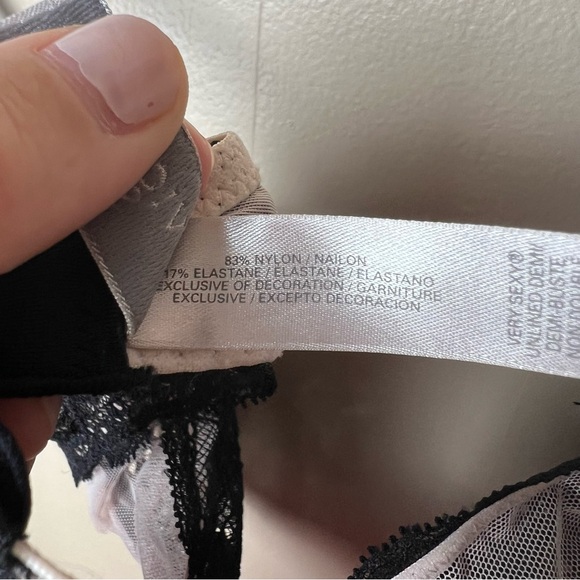 83% NYLON / NAILON
17% ELASTANE / ÉLASTANE / ELASTANO
EXCLUSIVE OF DECORATION / GARNITURE
EXCLUSIVE / EXCEPTO DECORACIÓN
VERY SEXY®
UNLINED DEMI
DEMI-BUSTE